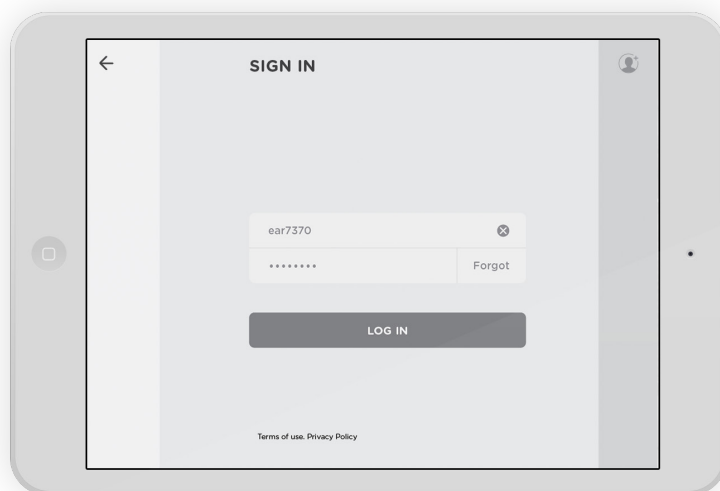 SIGN IN
ear7370
••••••••
Forgot
LOG IN
Terms of use. Privacy Policy